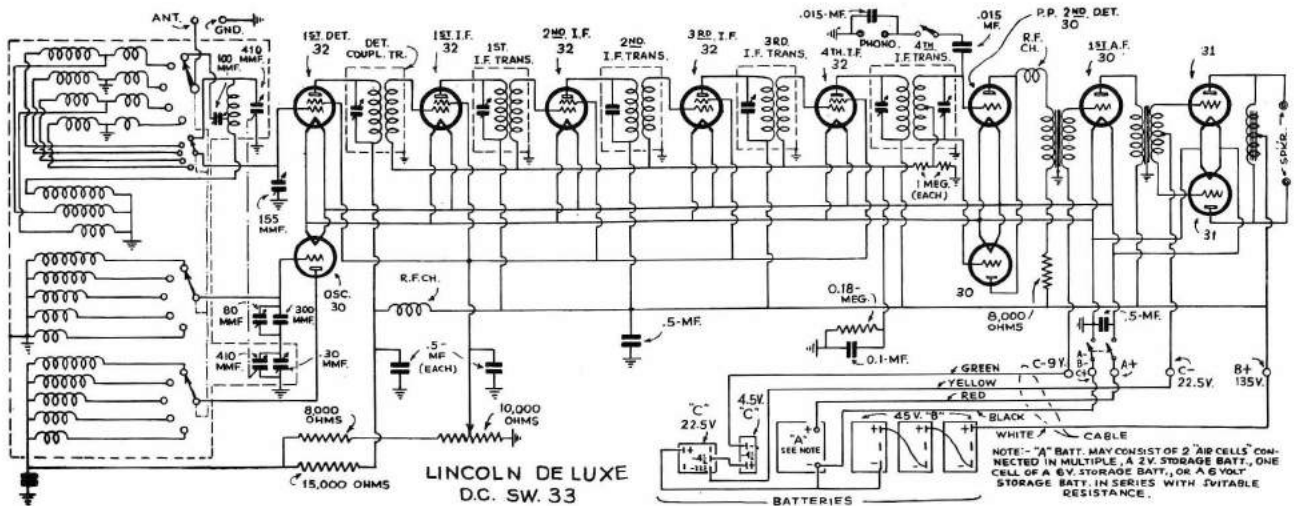 ANT.
GND.
100 MMF.
410 MMF.
1ST. DET. 32
DET. COUPL. TR.
1ST I.F. 32
1ST. I.F. TRANS.
2ND I.F. 32
2ND. I.F. TRANS.
3RD I.F. 32
3RD I.F. TRANS.
4TH. I.F. 32
.015-MF.
PHONO.
4TH I.F. TRANS.
.015 MF.
P.P. 2ND. DET. 30
R.F. CH.
1ST A.F. 30
31
SPKR.
155 MMF.
1 MEG. (EACH)
31
OSC. 30
80 MMF
300 MMF.
R.F.CH.
.5-MF.
0.18-MEG.
30
8,000 OHMS
.5-MF.
410 MMF.
30 MMF.
.5-MF (EACH)
0.1-MF.
GREEN
YELLOW
RED
BLACK
WHITE
CABLE
C-9V.
A-
B-
C+
A+
C- 22.5V.
B+ 135V.
8,000 OHMS
10,000 OHMS
15,000 OHMS
"C" 22.5V.
4.5V. "C"
"A" SEE NOTE
45V. "B"
BATTERIES
LINCOLN DE LUXE
D.C. SW. 33
NOTE:- "A" BATT. MAY CONSIST OF 2 "AIR CELLS" CON-
NECTED IN MULTIPLE, A 2V. STORAGE BATT., ONE
CELL OF A 6V. STORAGE BATT., OR A 6 VOLT
STORAGE BATT. IN SERIES WITH SUITABLE
RESISTANCE.